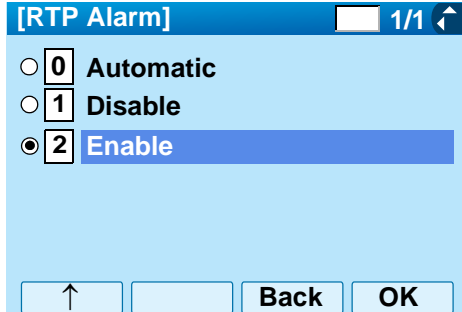 [RTP Alarm] 1/1
0 Automatic
1 Disable
2 Enable
↑ Back OK